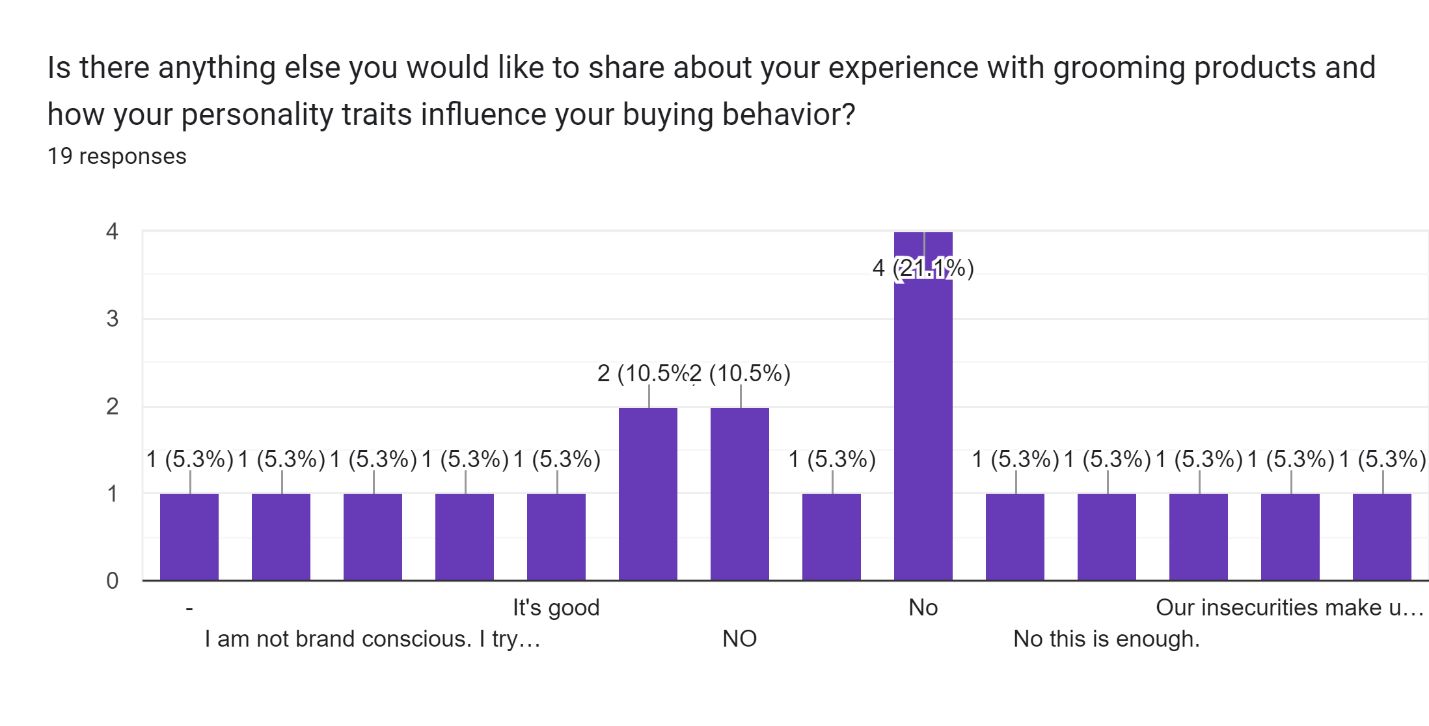 Is there anything else you would like to share about your experience with grooming products and
how your personality traits influence your buying behavior?
19 responses
4
3
2
1
0
1 (5.3%) 1 (5.3%) 1 (5.3%) 1 (5.3%) 1 (5.3%) 2 (10.5% 2 (10.5%) 1 (5.3%) 4 (21.1%) 1 (5.3%) 1 (5.3%) 1 (5.3%) 1 (5.3%) 1 (5.3%)
- It's good No Our insecurities make u…
I am not brand conscious. I try… NO No this is enough.